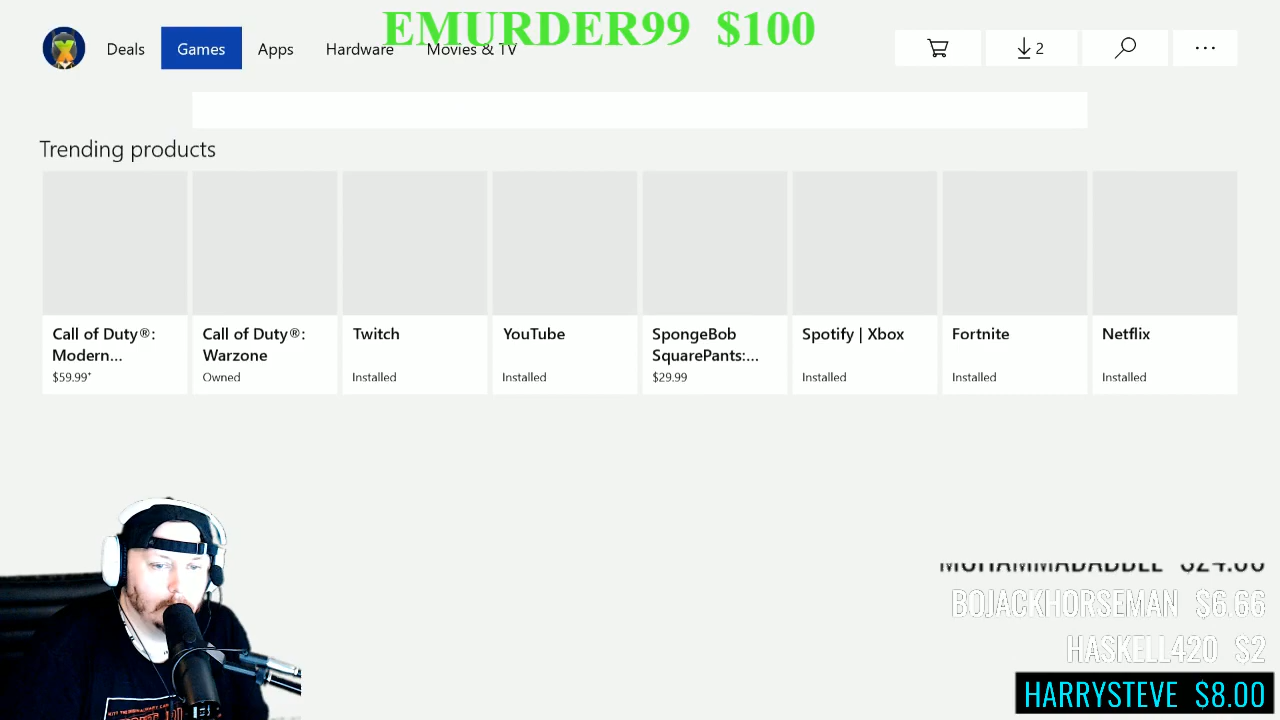 EMURDER99 $100
Deals Games Apps Hardware Movies & TV 2
Trending products
Call of Duty®:
Modern...
$59.99+
Call of Duty®:
Warzone
Owned
Twitch
Installed
YouTube
Installed
SpongeBob
SquarePants:...
$29.99
Spotify | Xbox
Installed
Fortnite
Installed
Netflix
Installed
BOJACKHORSEMAN $6.66
HASKELL420 $2
HARRYSTEVE $8.00